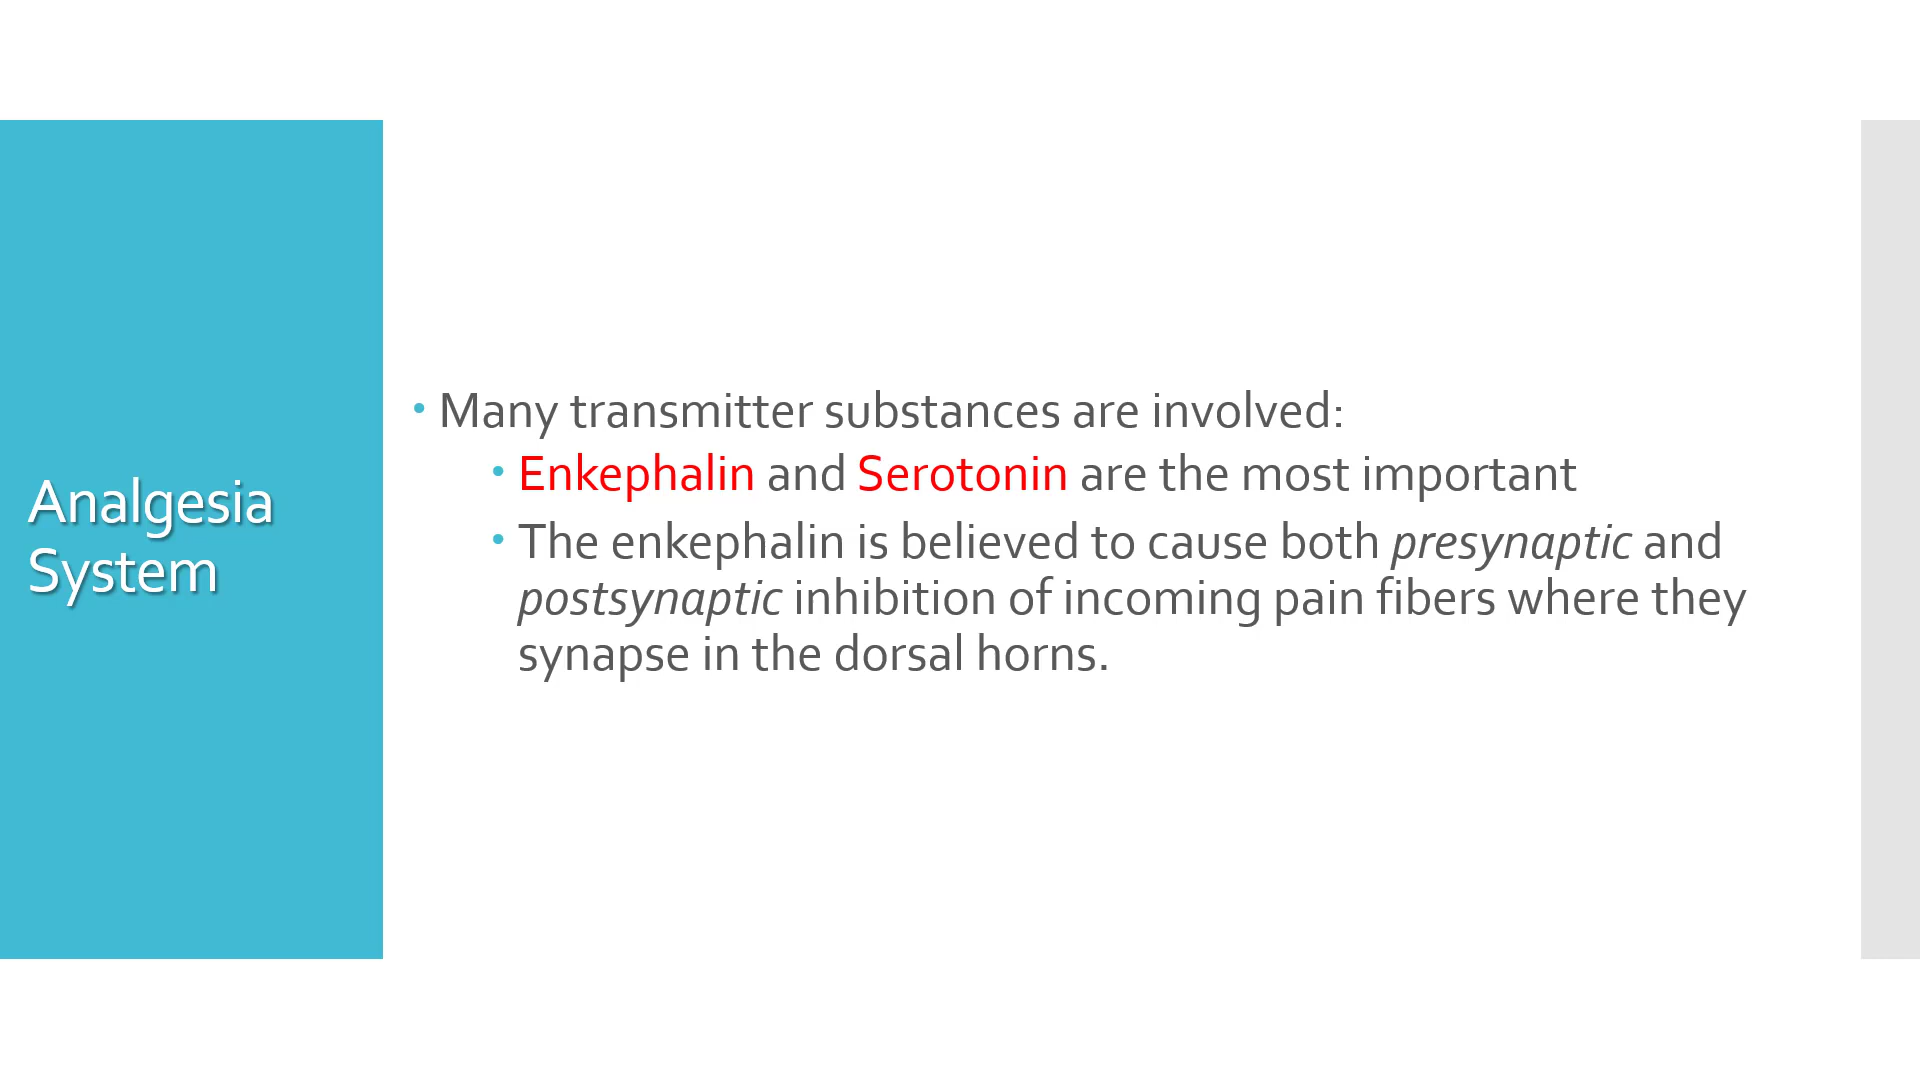 Analgesia
System
• Many transmitter substances are involved:
• Enkephalin and Serotonin are the most important
• The enkephalin is believed to cause both presynaptic and
postsynaptic inhibition of incoming pain fibers where they
synapse in the dorsal horns.